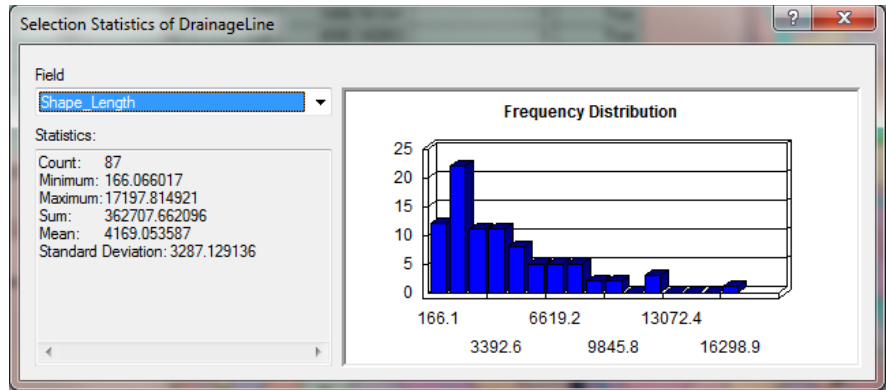 Selection Statistics of DrainageLine
?
X
Field
Shape_Length
Statistics:
Count: 87
Minimum: 166.066017
Maximum: 17197.814921
Sum: 362707.662096
Mean: 4169.053587
Standard Deviation: 3287.129136
Frequency Distribution
25
20
15
10
5
0
166.1 6619.2 13072.4
3392.6 9845.8 16298.9